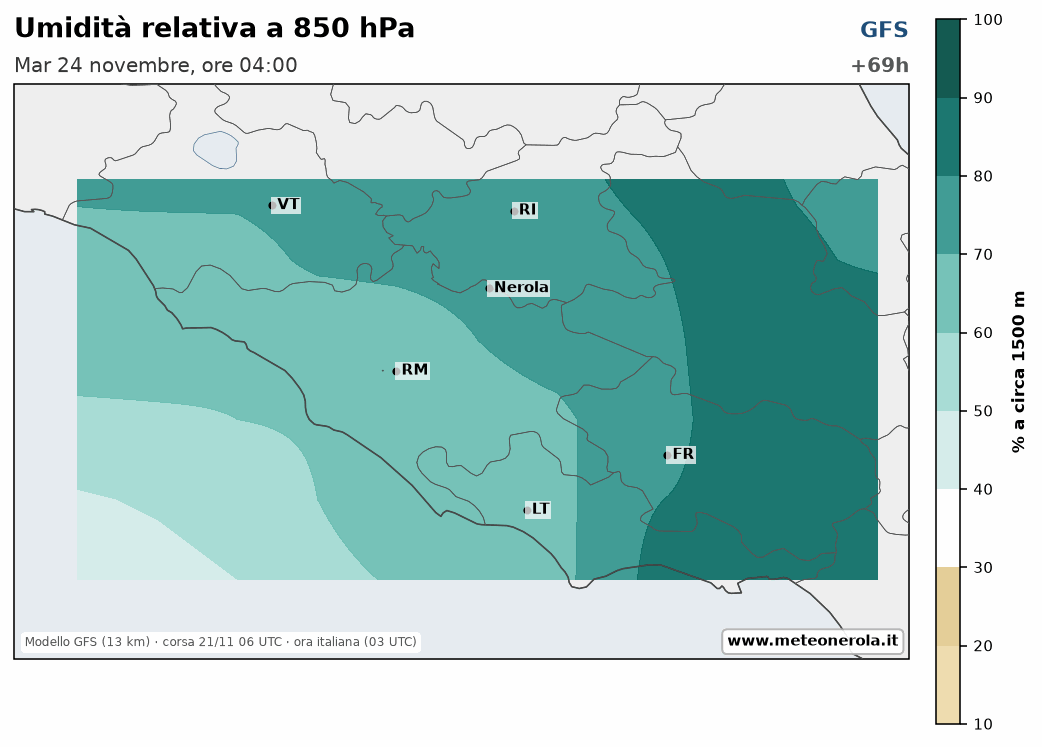 Umidità relativa a 850 hPa
GFS
Mar 24 novembre, ore 04:00
+69h
VT
RI
Nerola
RM
FR
LT
Modello GFS (13 km) · corsa 21/11 06 UTC · ora italiana (03 UTC)
www.meteonerola.it
100
90
80
70
60
50
40
30
20
10
% a circa 1500 m